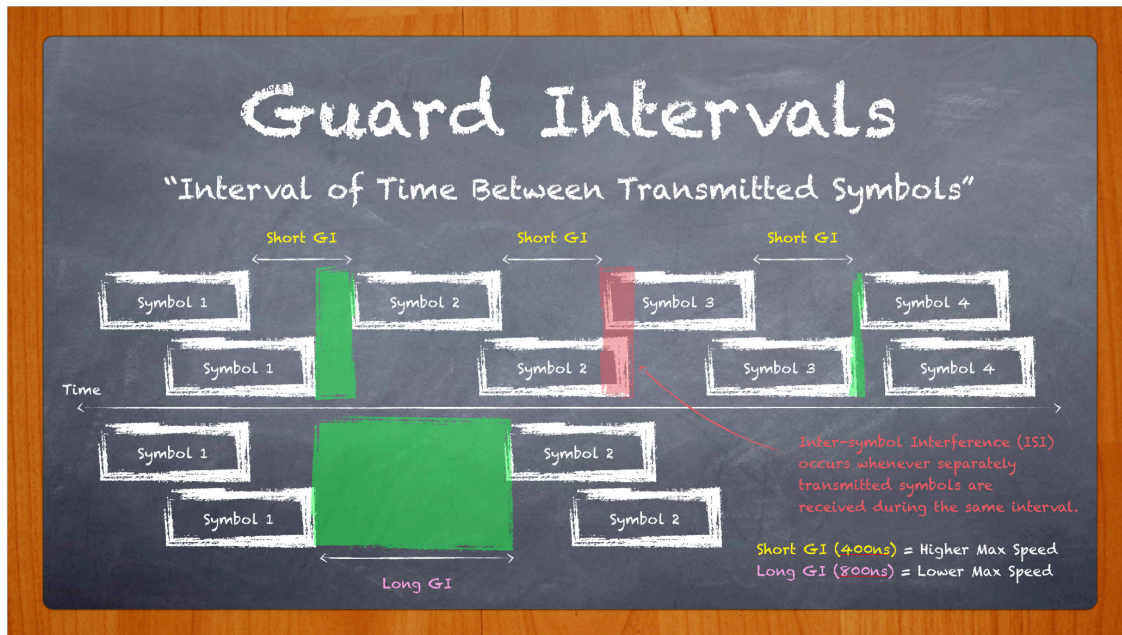 Guard Intervals
"Interval of Time Between Transmitted Symbols"
Short GI
Short GI
Short GI
Symbol 1
Symbol 2
Symbol 3
Symbol 4
Symbol 1
Symbol 2
Symbol 3
Symbol 4
Time
Symbol 1
Symbol 2
Symbol 1
Symbol 2
Long GI
Inter-symbol Interference (ISI)
occurs whenever separately
transmitted symbols are
received during the same interval.
Short GI (400ns) = Higher Max Speed
Long GI (800ns) = Lower Max Speed